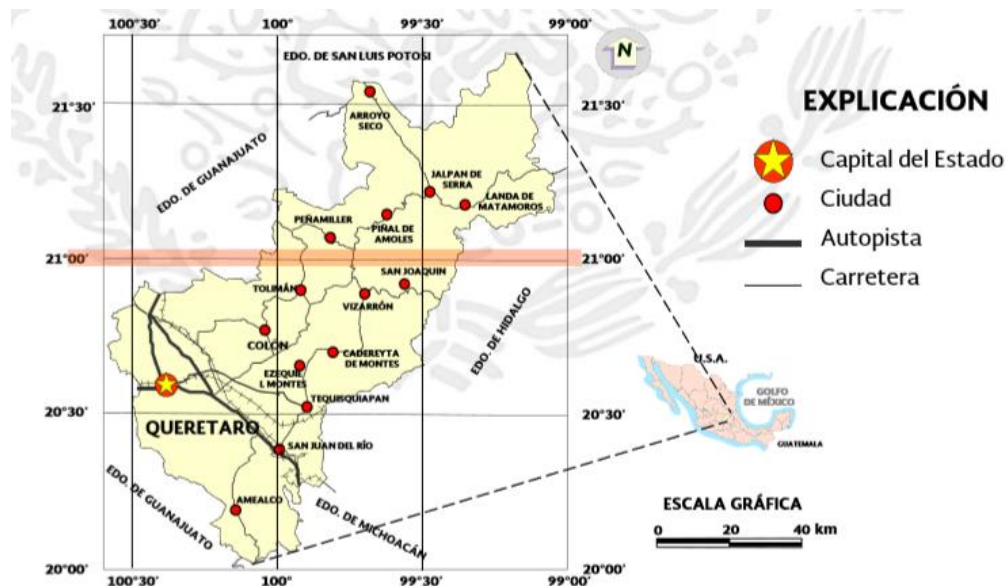 100°30'
100°00'
99°30'
99°00'
EDO. DE SAN LUIS POTOSI
N
21°30'
21°30'
ARROYO
SECO
EDO. DE GUANAJUATO
JALPAN DE
SERRA
LANDA DE
MATAMOROS
PEÑAMILLER
PIÑAL DE
AMOLES
21°00'
21°00'
SAN JOAQUIN
TOLIMÁN
VIZARRÓN
EDO. DE HIDALGO
COLÓN
CADEREYTA
DE MONTES
EZEQUIE
L MONTES
TEQUISQUIAPAN
20°30'
20°30'
QUERETARO
SAN JUAN DEL RÍO
AMEALCO
EDO. DE GUANAJUATO
EDO. DE MICHOACÁN
20°00'
20°00'
100°30'
100°
99°30'
99°00'
EXPLICACIÓN
Capital del Estado
Ciudad
Autopista
Carretera
U.S.A.
GOLFO
DE MÉXICO
GUATEMALA
ESCALA GRÁFICA
0 20 40 km